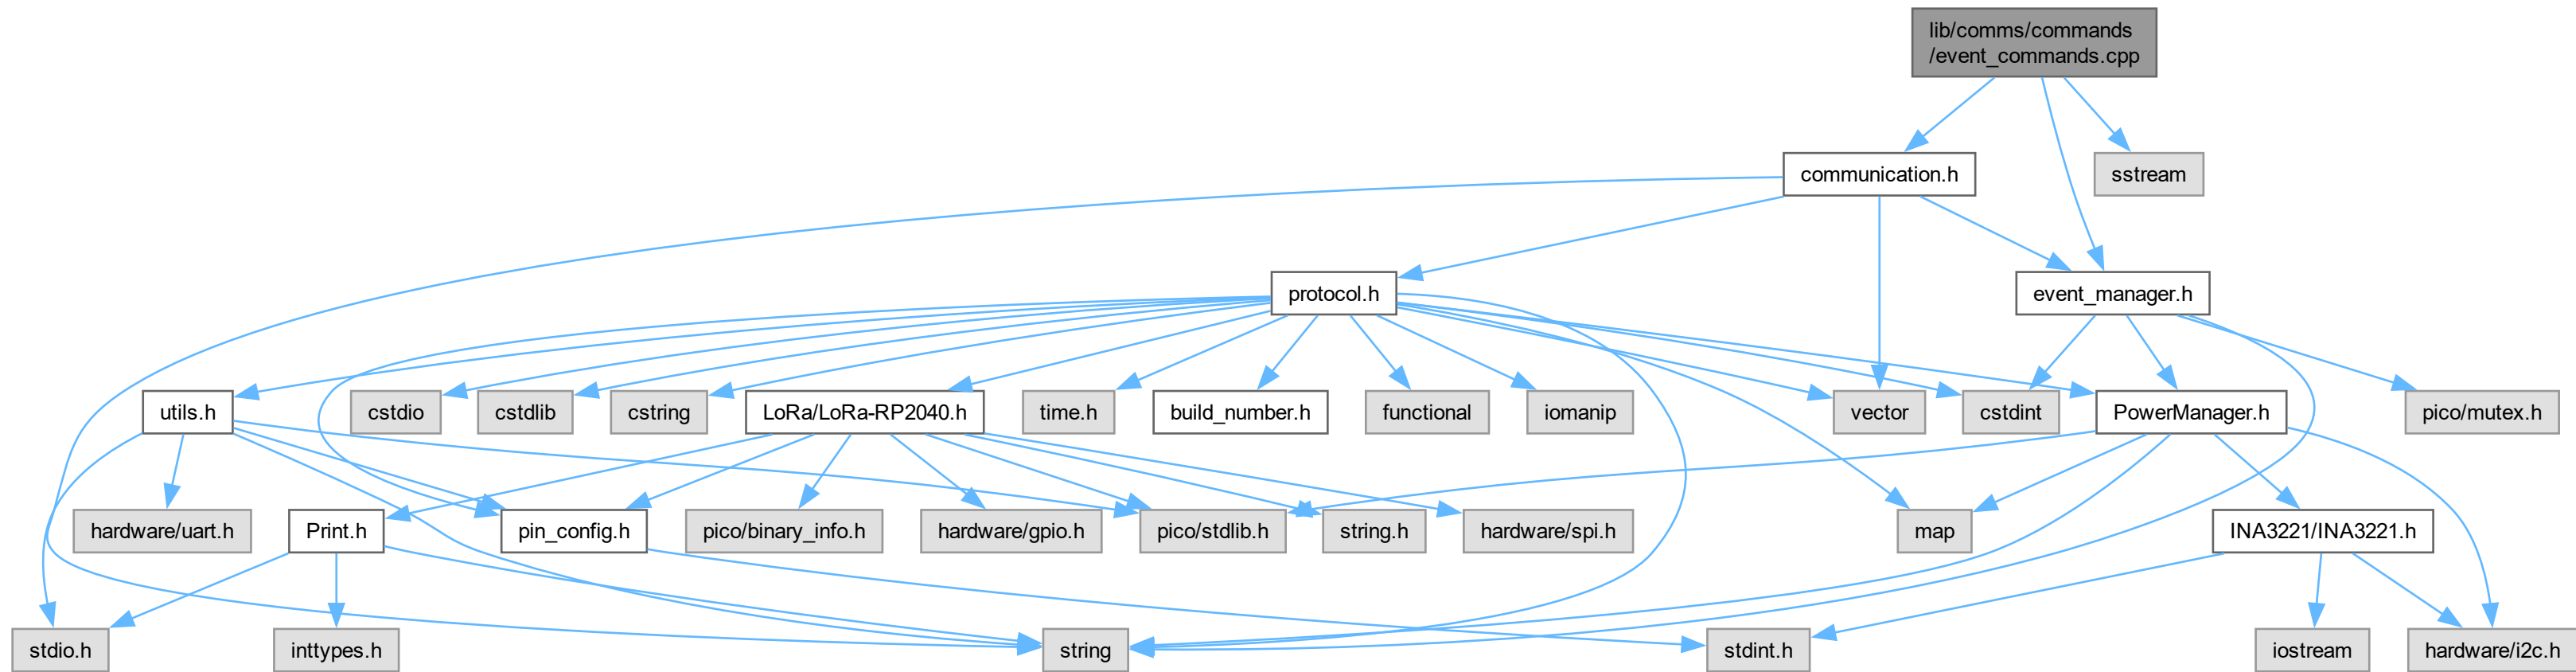 lib/comms/commands
/event_commands.cpp
communication.h
sstream
protocol.h
event_manager.h
utils.h
cstdio
cstdlib
cstring
LoRa/LoRa-RP2040.h
time.h
build_number.h
functional
iomanip
vector
cstdint
PowerManager.h
pico/mutex.h
hardware/uart.h
Print.h
pin_config.h
pico/binary_info.h
hardware/gpio.h
pico/stdlib.h
string.h
hardware/spi.h
map
INA3221/INA3221.h
stdio.h
inttypes.h
string
stdint.h
iostream
hardware/i2c.h